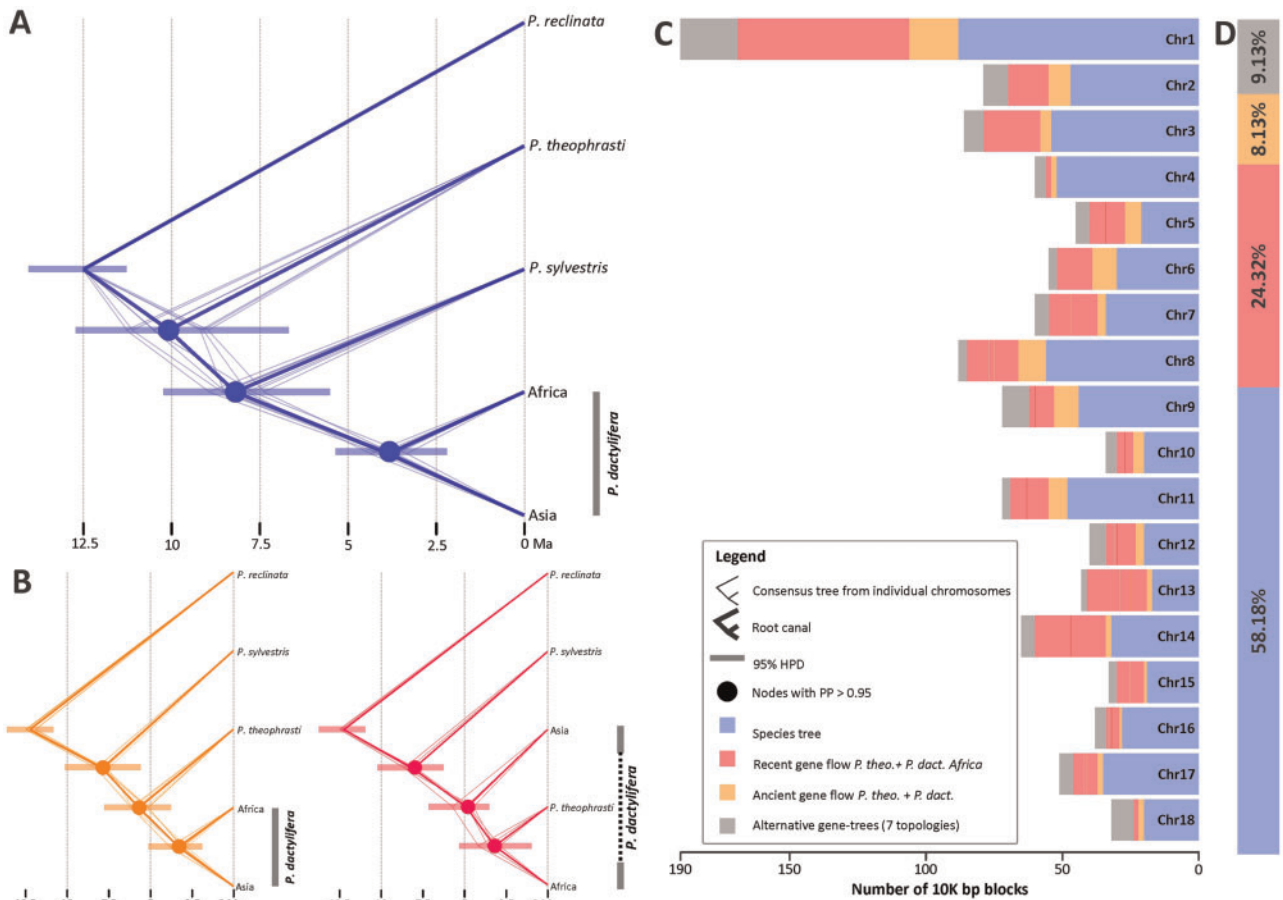 A
P. reclinata
P. theophrasti
P. sylvestris
Africa
Asia
P. dactylifera
12.5
10
7.5
5
2.5
0 Ma
B
P. reclinata
P. sylvestris
P. theophrasti
Africa
Asia
P. dactylifera
P. reclinata
P. sylvestris
Asia
P. theophrasti
Africa
P. dactylifera
C
Chr1
Chr2
Chr3
Chr4
Chr5
Chr6
Chr7
Chr8
Chr9
Chr10
Chr11
Chr12
Chr13
Chr14
Chr15
Chr16
Chr17
Chr18
190
150
100
50
0
Number of 10K bp blocks
Legend
Consensus tree from individual chromosomes
Root canal
95% HPD
Nodes with PP > 0.95
Species tree
Recent gene flow P. theo.+ P. dact. Africa
Ancient gene flow P. theo. + P. dact.
Alternative gene-trees (7 topologies)
D
9.13%
8.13%
24.32%
58.18%